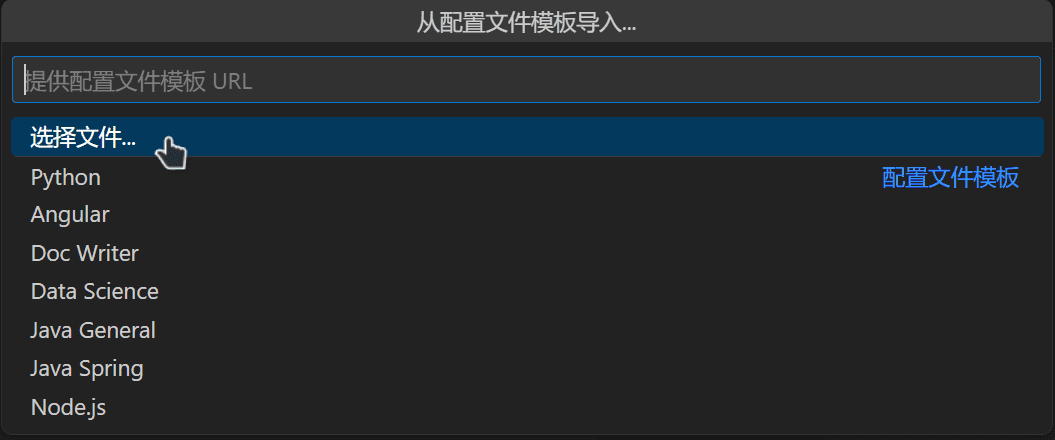 从配置文件模板导入...
提供配置文件模板 URL
选择文件...
Python 配置文件模板
Angular
Doc Writer
Data Science
Java General
Java Spring
Node.js